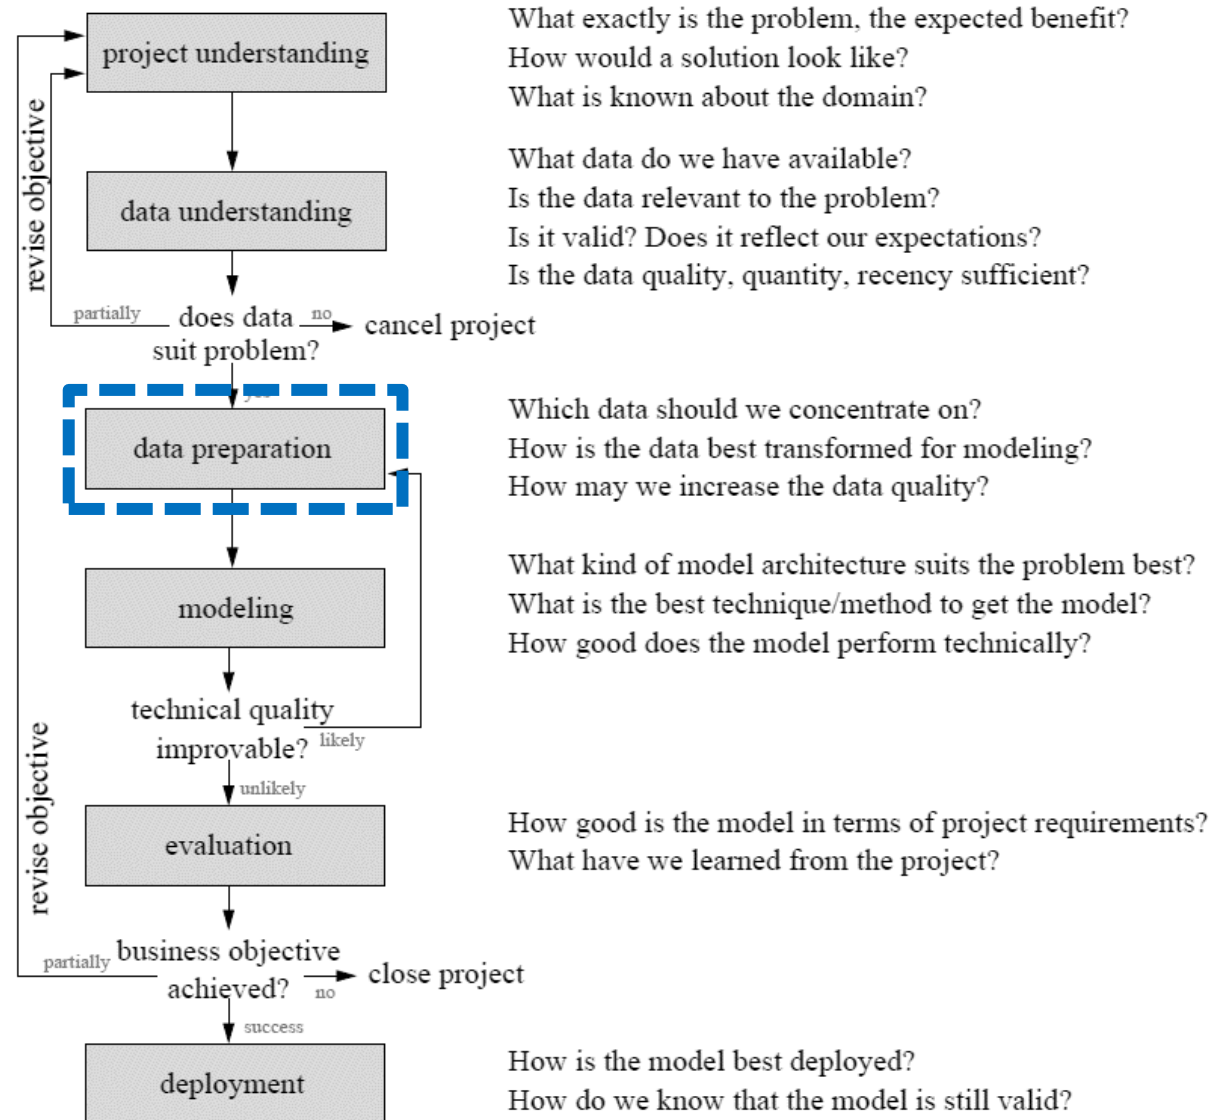 project understanding
What exactly is the problem, the expected benefit?
How would a solution look like?
What is known about the domain?
revise objective
data understanding
What data do we have available?
Is the data relevant to the problem?
Is it valid? Does it reflect our expectations?
Is the data quality, quantity, recency sufficient?
partially
does data
suit problem?
no
cancel project
yes
data preparation
Which data should we concentrate on?
How is the data best transformed for modeling?
How may we increase the data quality?
modeling
What kind of model architecture suits the problem best?
What is the best technique/method to get the model?
How good does the model perform technically?
technical quality
improvable?
likely
unlikely
revise objective
evaluation
How good is the model in terms of project requirements?
What have we learned from the project?
partially
business objective
achieved?
no
close project
success
deployment
How is the model best deployed?
How do we know that the model is still valid?